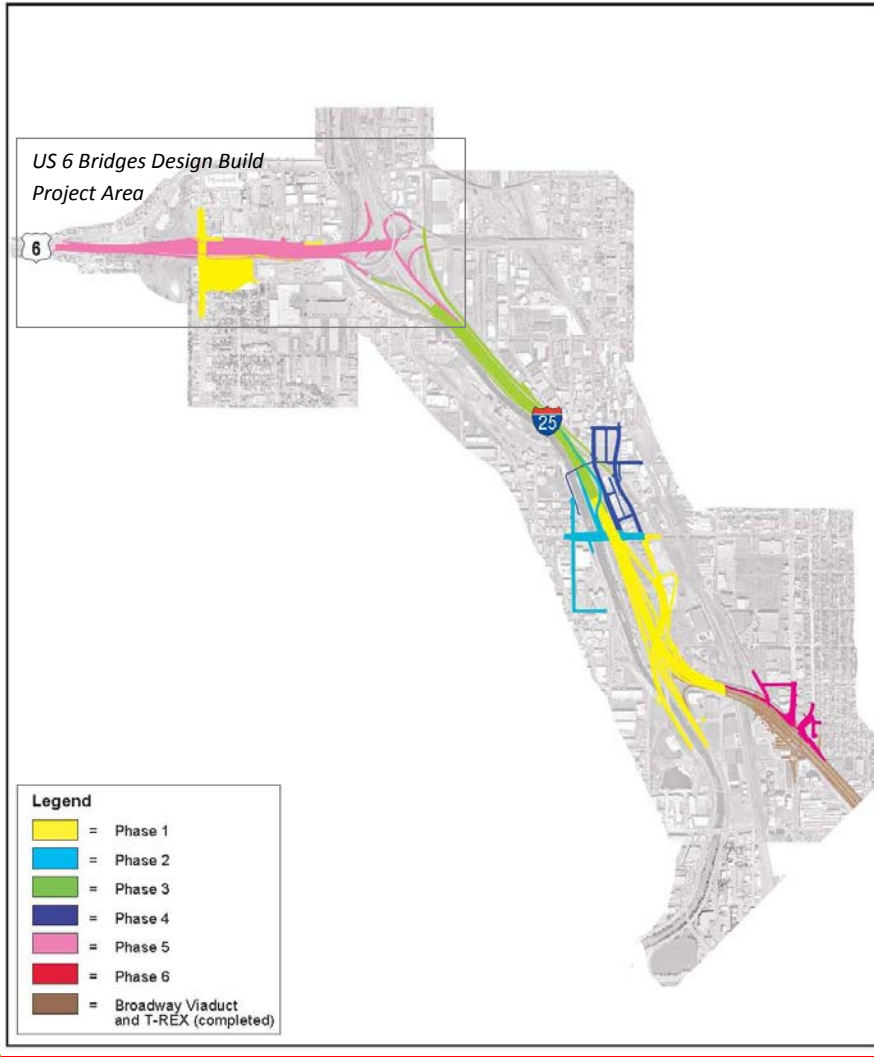 US 6 Bridges Design Build
Project Area
6
25
Legend
= Phase 1
= Phase 2
= Phase 3
= Phase 4
= Phase 5
= Phase 6
= Broadway Viaduct
and T-REX (completed)